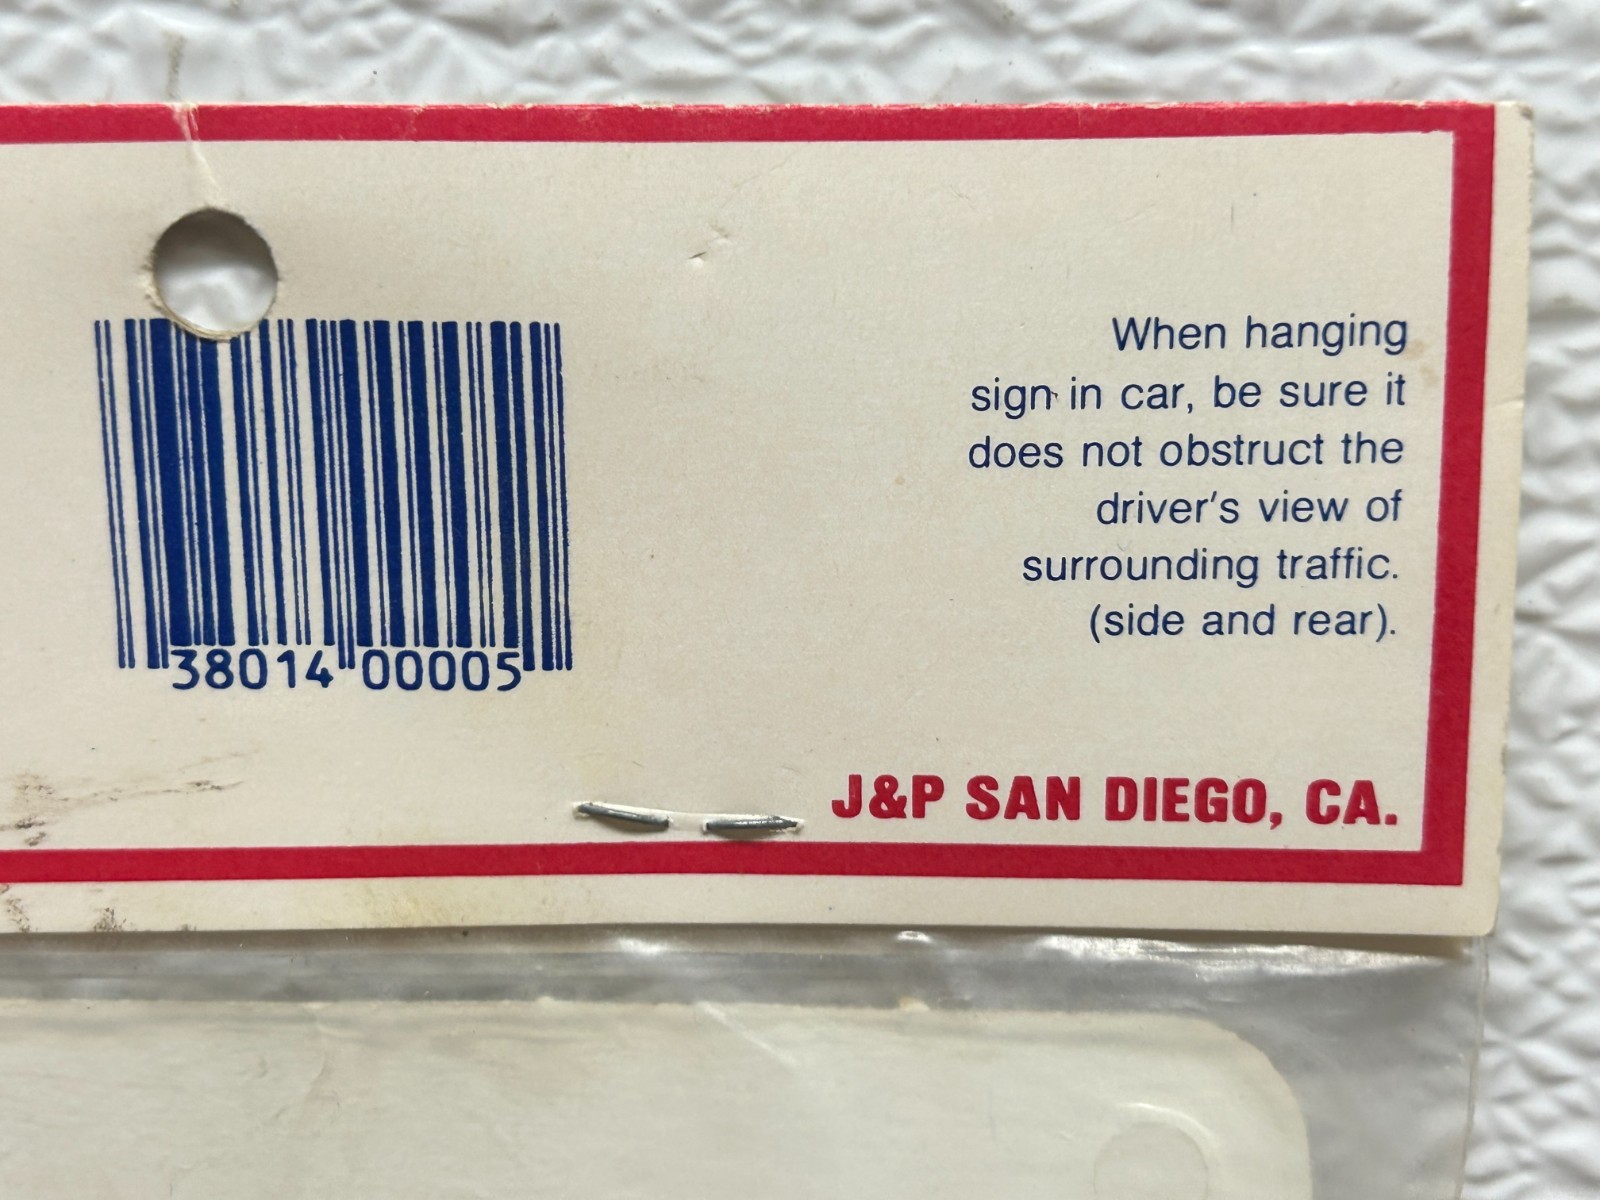 When hanging
sign in car, be sure it
does not obstruct the
driver's view of
surrounding traffic.
(side and rear).
38014 00005
J&P SAN DIEGO, CA.